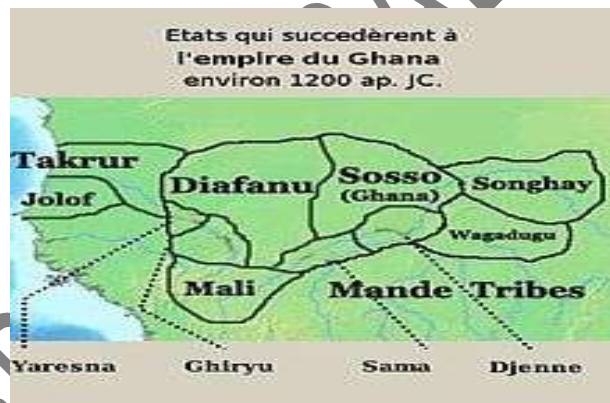 Etats qui succedèrent à
l'empire du Ghana
environ 1200 ap. JC.
Takrur
Diafanu
Sosso
(Ghana)
Songhay
Jolof
Wagadugu
Mali
Mande Tribes
Yaresna
Ghiryu
Sama
Djenne